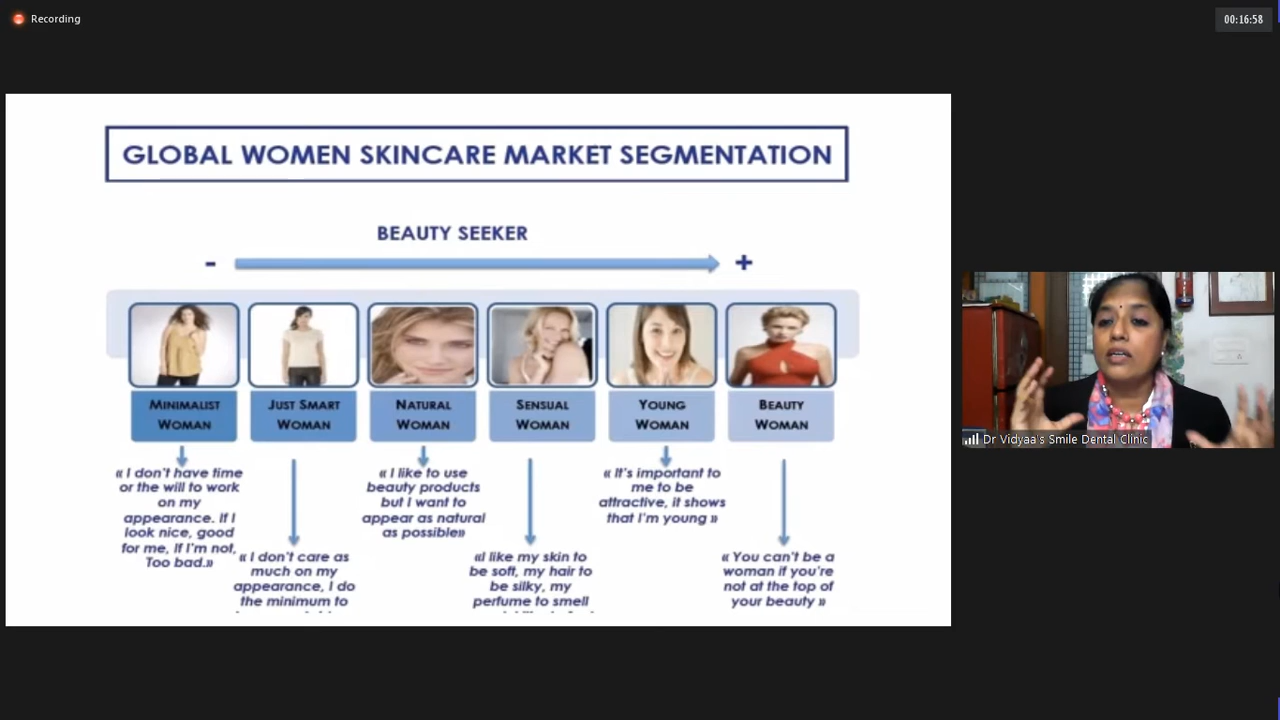 Recording
00:16:58
GLOBAL WOMEN SKINCARE MARKET SEGMENTATION
BEAUTY SEEKER
-
+
MINIMALIST
WOMAN
JUST SMART
WOMAN
NATURAL
WOMAN
SENSUAL
WOMAN
YOUNG
WOMAN
BEAUTY
WOMAN
« I don't have time
or the will to work
on my
appearance. If I
look nice, good
for me, If I'm not,
Too bad.»
« I don't care as
much on my
appearance, I do
the minimum to
« I like to use
beauty products
but I want to
appear as natural
as possible»
«I like my skin to
be soft, my hair to
be silky, my
perfume to smell
« It's important to
me to be
attractive, it shows
that I'm young »
« You can't be a
woman if you're
not at the top of
your beauty »
Dr Vidyaa's Smile Dental Clinic